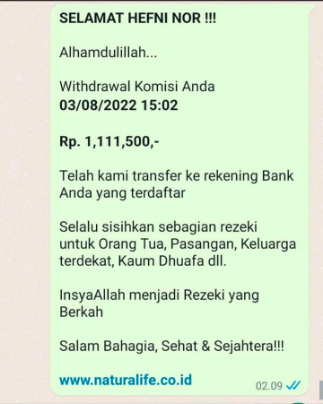 SELAMAT HEFNI NOR !!!
Alhamdulillah...
Withdrawal Komisi Anda
03/08/2022 15:02
Rp. 1,111,500,-
Telah kami transfer ke rekening Bank
Anda yang terdaftar
Selalu sisihkan sebagian rezeki
untuk Orang Tua, Pasangan, Keluarga
terdekat, Kaum Dhuafa dll.
InsyaAllah menjadi Rezeki yang
Berkah
Salam Bahagia, Sehat & Sejahtera!!!
www.naturalife.co.id
02.09